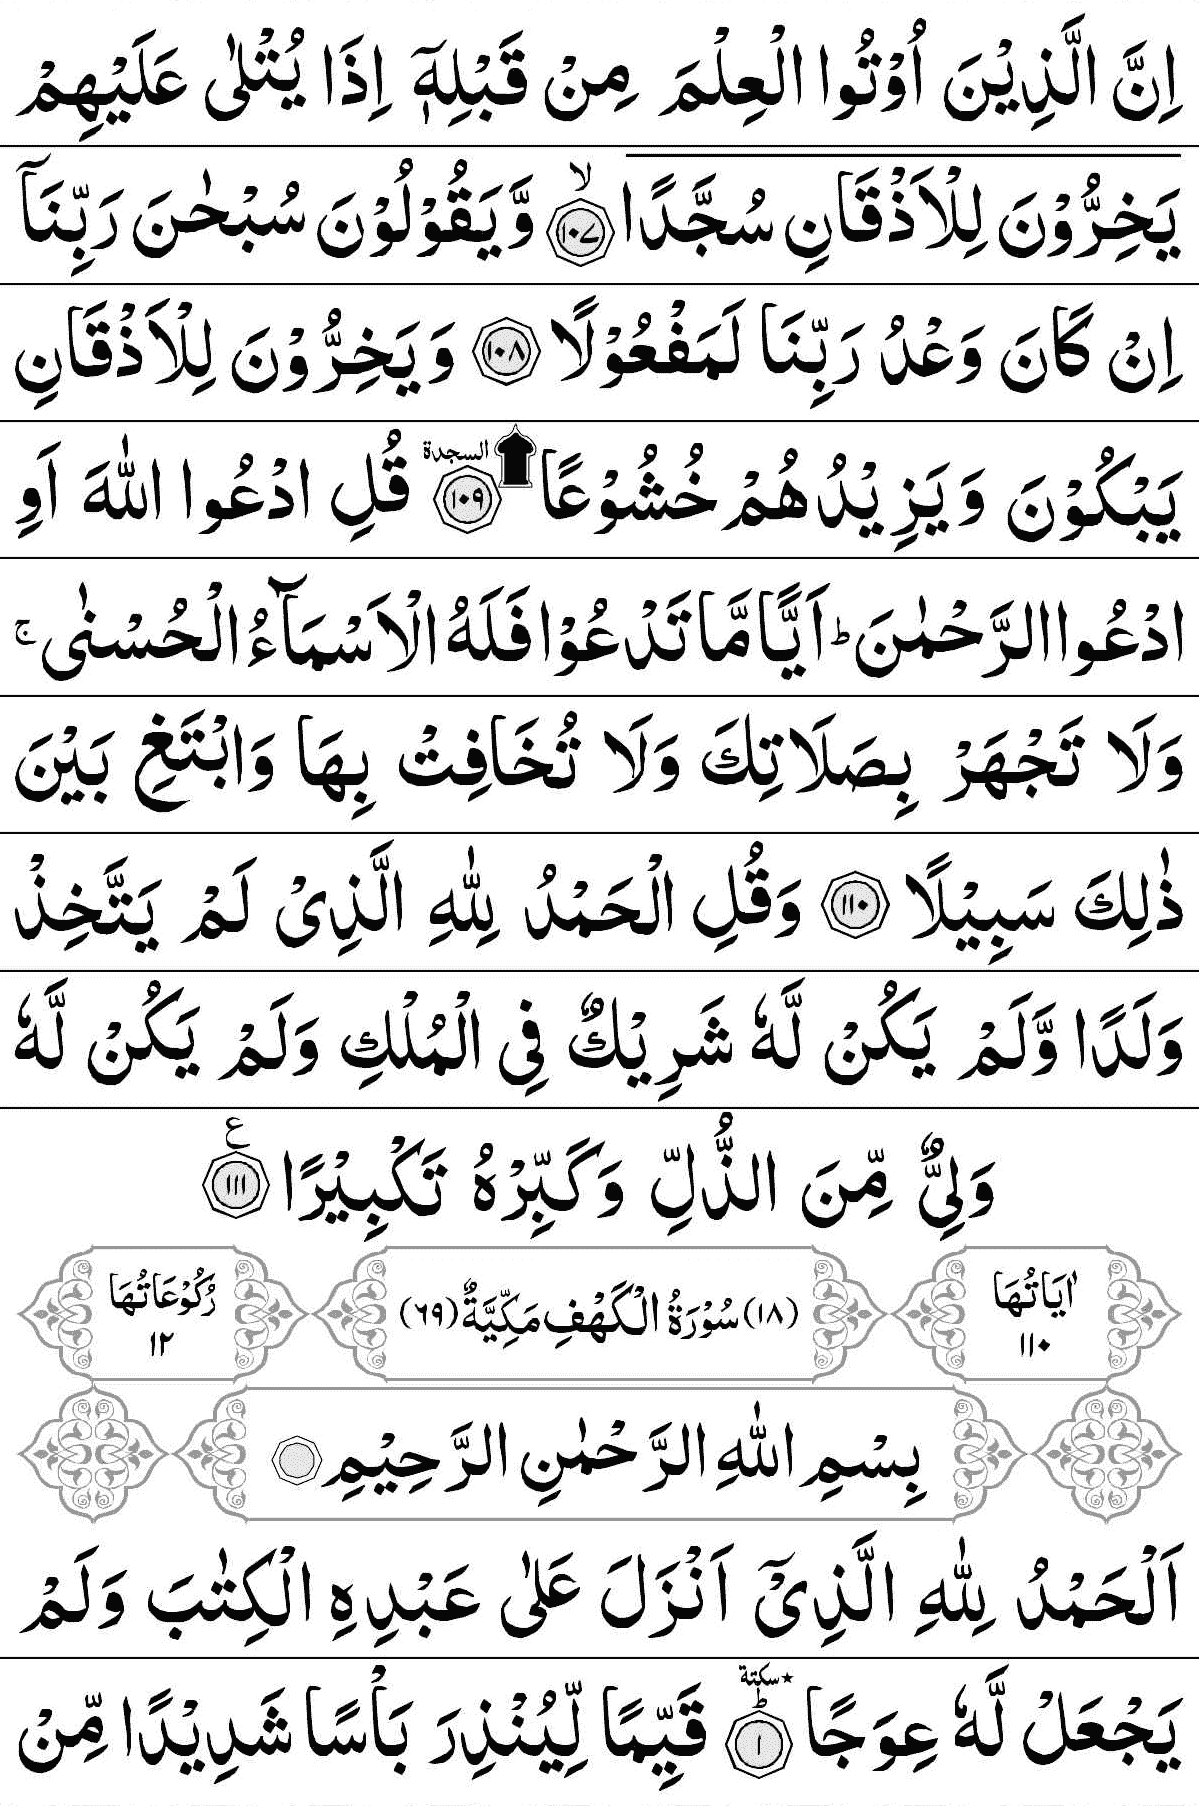 اِنَّ الَّذِيْنَ اُوْتُوا الْعِلْمَ مِنْ قَبْلِهٖۤ اِذَا يُتْلٰى عَلَيْهِمْ
يَخِرُّوْنَ لِلْاَذْقَانِ سُجَّدًا ۙ۝۱۰۷ وَّيَقُوْلُوْنَ سُبْحٰنَ رَبِّنَاۤ
اِنْ كَانَ وَعْدُ رَبِّنَا لَمَفْعُوْلًا ۝۱۰۸ وَيَخِرُّوْنَ لِلْاَذْقَانِ
يَبْكُوْنَ وَيَزِيْدُهُمْ خُشُوْعًا ۝۱۰۹ السجدة قُلِ ادْعُوا اللّٰهَ اَوِ
ادْعُوا الرَّحْمٰنَ ؕ اَيًّا مَّا تَدْعُوْا فَلَهُ الْاَسْمَآءُ الْحُسْنٰى ۚ
وَلَا تَجْهَرْ بِصَلَاتِكَ وَلَا تُخَافِتْ بِهَا وَابْتَغِ بَيْنَ
ذٰلِكَ سَبِيْلًا ۝۱۱۰ وَقُلِ الْحَمْدُ لِلّٰهِ الَّذِىْ لَمْ يَتَّخِذْ
وَلَدًا وَّلَمْ يَكُنْ لَّهٗ شَرِيْكٌ فِى الْمُلْكِ وَلَمْ يَكُنْ لَّهٗ
وَلِىٌّ مِّنَ الذُّلِّ وَكَبِّرْهُ تَكْبِيْرًا ۝۱۱۱ ع
اٰيَاتُهَا ۱۱۰ (۱۸) سُوْرَةُ الْكَهْفِ مَكِّيَّةٌ (۶۹) رُكُوْعَاتُهَا ۱۲
بِسْمِ اللّٰهِ الرَّحْمٰنِ الرَّحِيْمِ
اَلْحَمْدُ لِلّٰهِ الَّذِىْۤ اَنْزَلَ عَلٰى عَبْدِهِ الْكِتٰبَ وَلَمْ
يَجْعَلْ لَّهٗ عِوَجًا ؕ۝۱ ٭سكتة قَيِّمًا لِّيُنْذِرَ بَاْسًا شَدِيْدًا مِّنْ